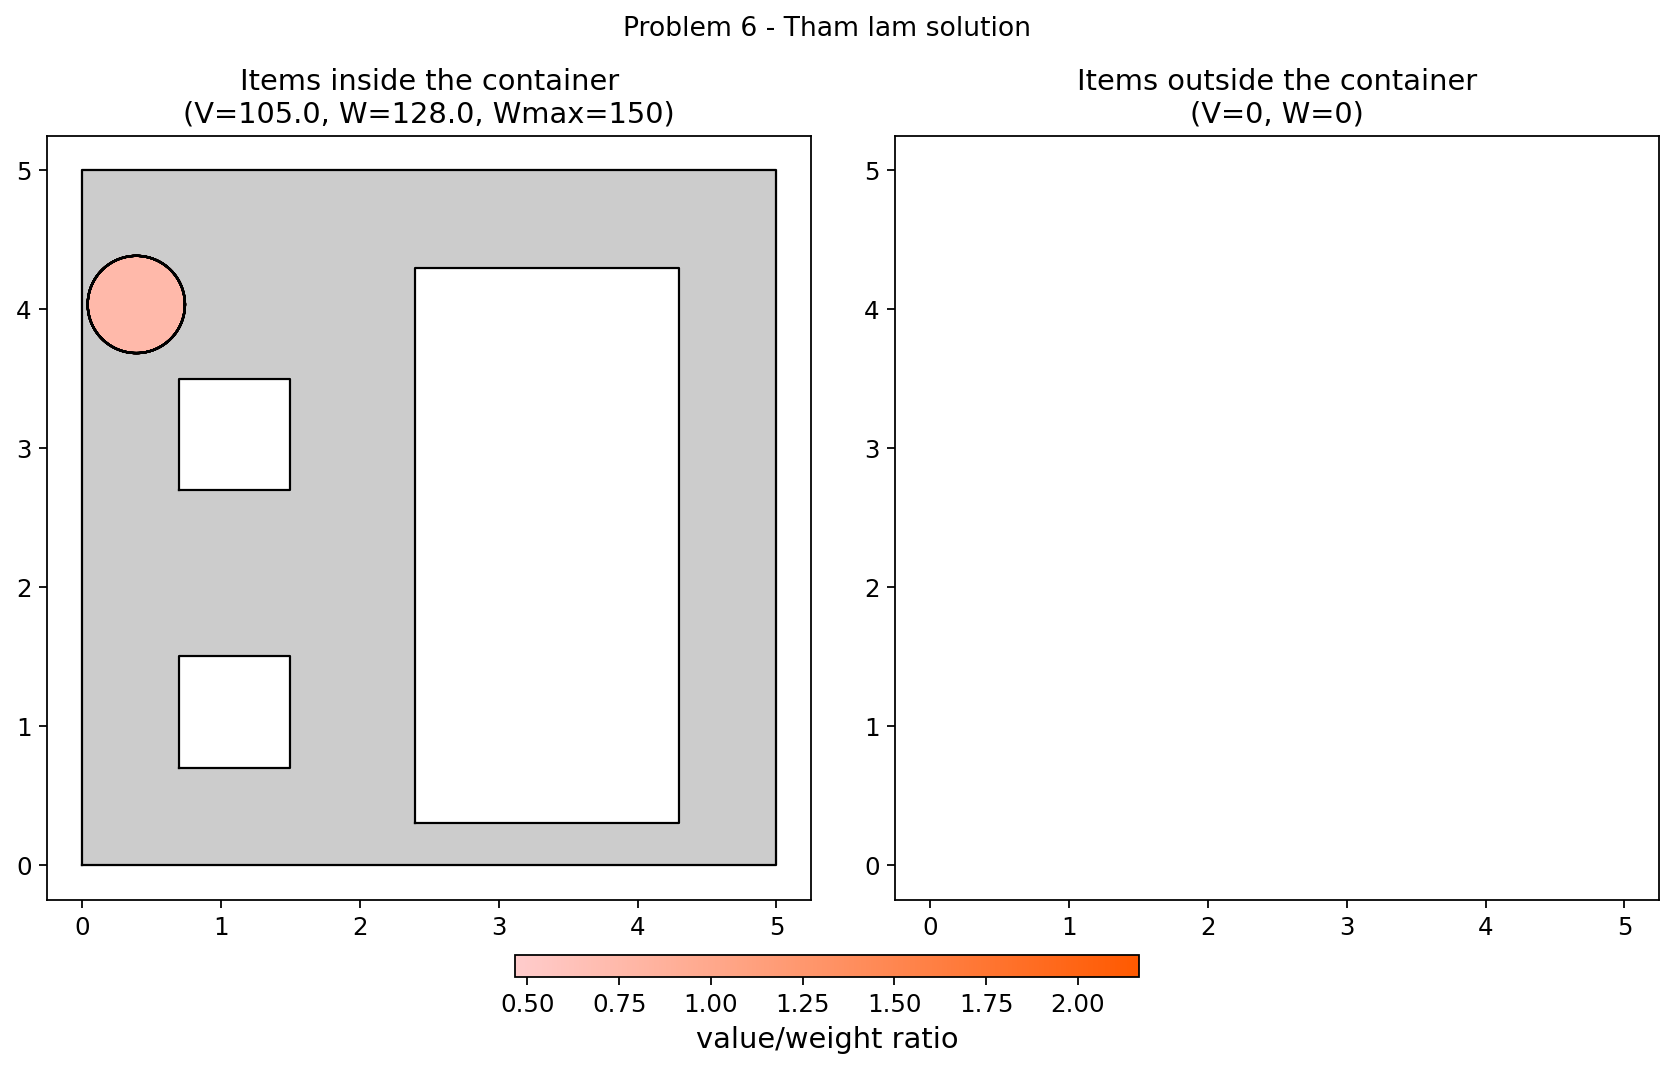 Problem 6 - Tham lam solution
Items inside the container
(V=105.0, W=128.0, Wmax=150)
5
4
3
2
1
0
0 1 2 3 4 5
Items outside the container
(V=0, W=0)
5
4
3
2
1
0
0 1 2 3 4 5
0.50 0.75 1.00 1.25 1.50 1.75 2.00
value/weight ratio